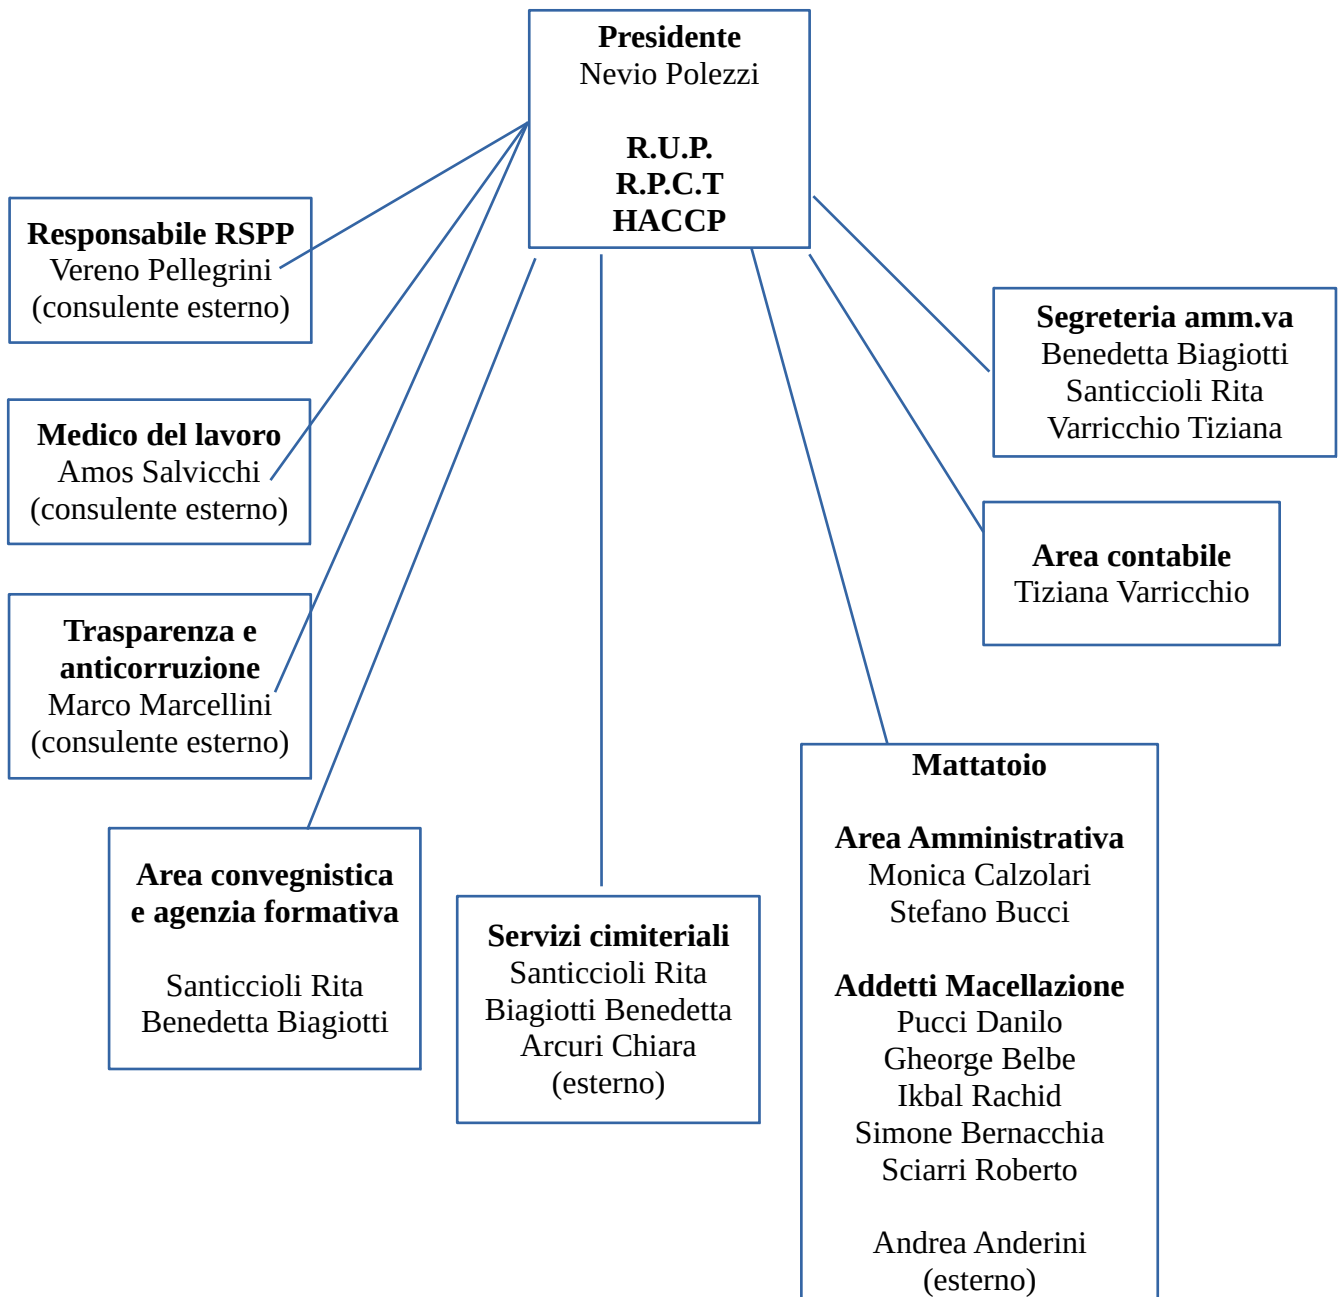 Presidente
Nevio Polezzi
R.U.P.
R.P.C.T
HACCP
Responsabile RSPP
Vereno Pellegrini
(consulente esterno)
Medico del lavoro
Amos Salvicchi
(consulente esterno)
Trasparenza e
anticorruzione
Marco Marcellini
(consulente esterno)
Area convegnistica
e agenzia formativa
Santiccioli Rita
Benedetta Biagiotti
Servizi cimiteriali
Santiccioli Rita
Biagiotti Benedetta
Arcuri Chiara
(esterno)
Segreteria amm.va
Benedetta Biagiotti
Santiccioli Rita
Varricchio Tiziana
Area contabile
Tiziana Varricchio
Mattatoio
Area Amministrativa
Monica Calzolari
Stefano Bucci
Addetti Macellazione
Pucci Danilo
Gheorge Belbe
Ikbal Rachid
Simone Bernacchia
Sciarri Roberto
Andrea Anderini
(esterno)